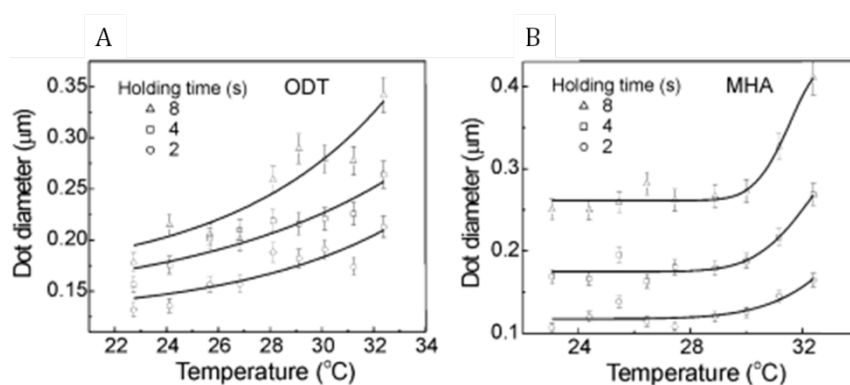 A
B
ODT
Holding time (s)
8
4
2
0.35
0.30
0.25
0.20
0.15
Dot diameter (μm)
22 24 26 28 30 32 34
Temperature (°C)
MHA
Holding time (s)
8
4
2
0.4
0.3
0.2
0.1
Dot diameter (μm)
24 28 32
Temperature (°C)